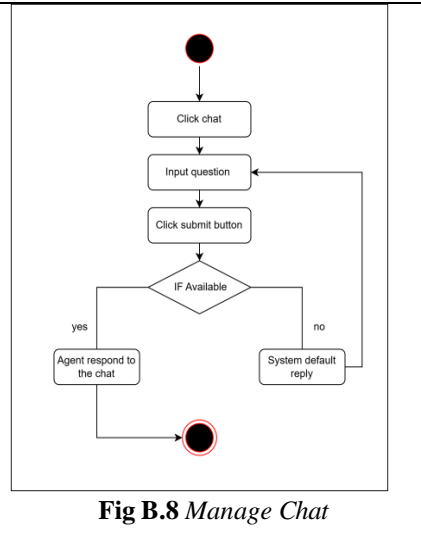 Click chat
Input question
Click submit button
IF Available
yes
no
Agent respond to
the chat
System default
reply
Fig B.8 Manage Chat